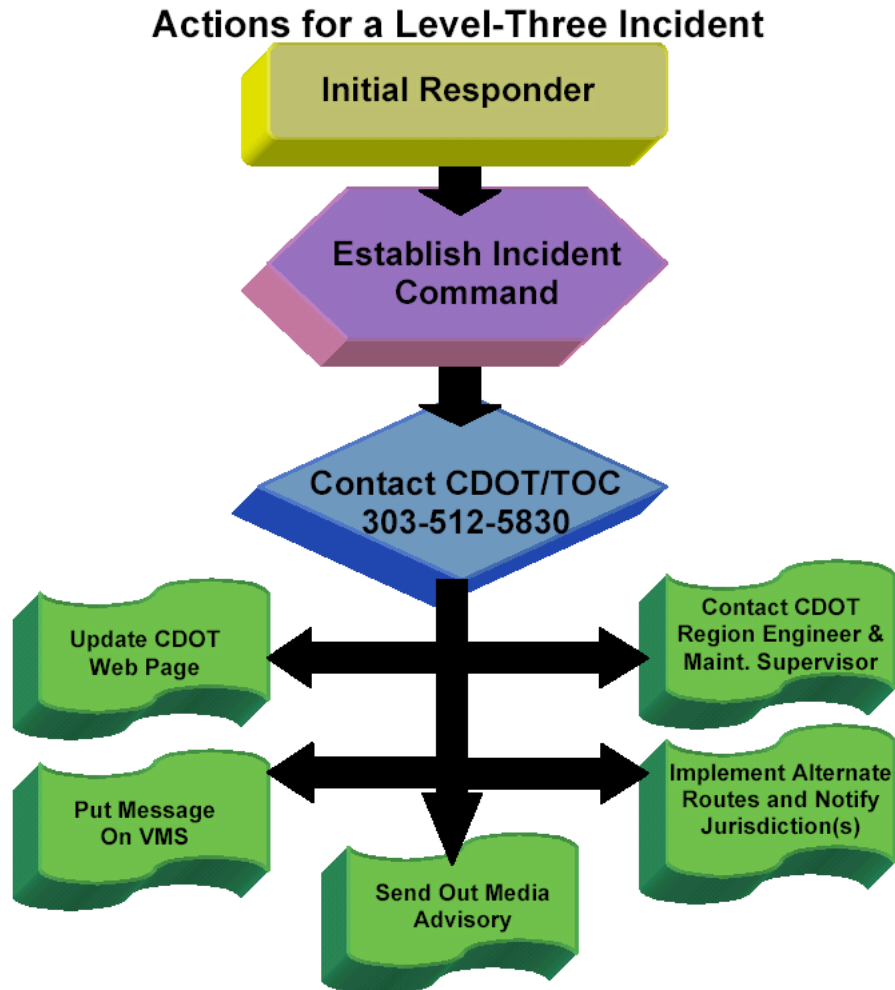 Actions for a Level-Three Incident
Initial Responder
Establish Incident
Command
Contact CDOT/TOC
303-512-5830
Update CDOT
Web Page
Contact CDOT
Region Engineer &
Maint. Supervisor
Put Message
On VMS
Implement Alternate
Routes and Notify
Jurisdiction(s)
Send Out Media
Advisory